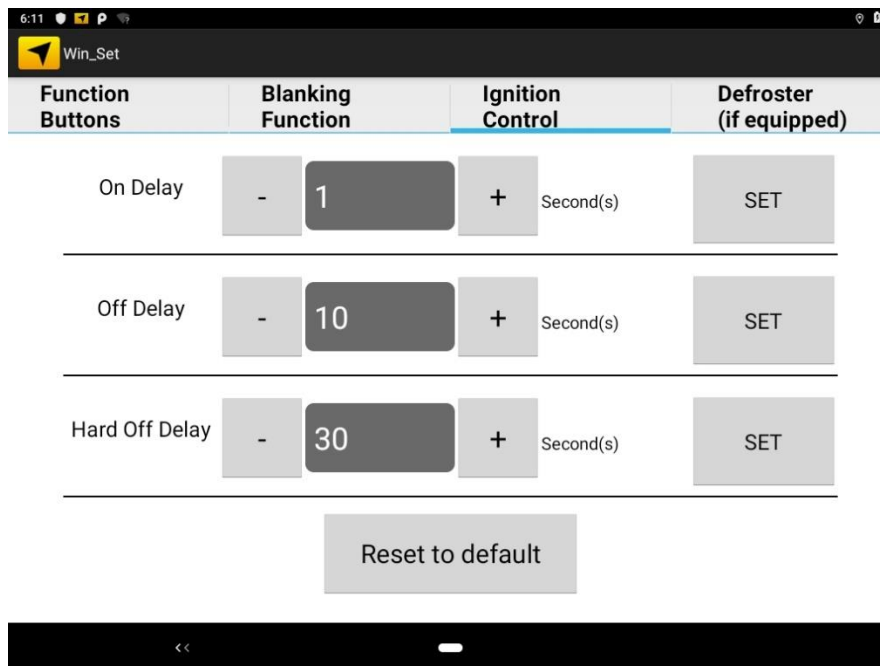 6:11
Win_Set
Function Buttons
Blanking Function
Ignition Control
Defroster (if equipped)
On Delay - 1 + Second(s) SET
Off Delay - 10 + Second(s) SET
Hard Off Delay - 30 + Second(s) SET
Reset to default
<<